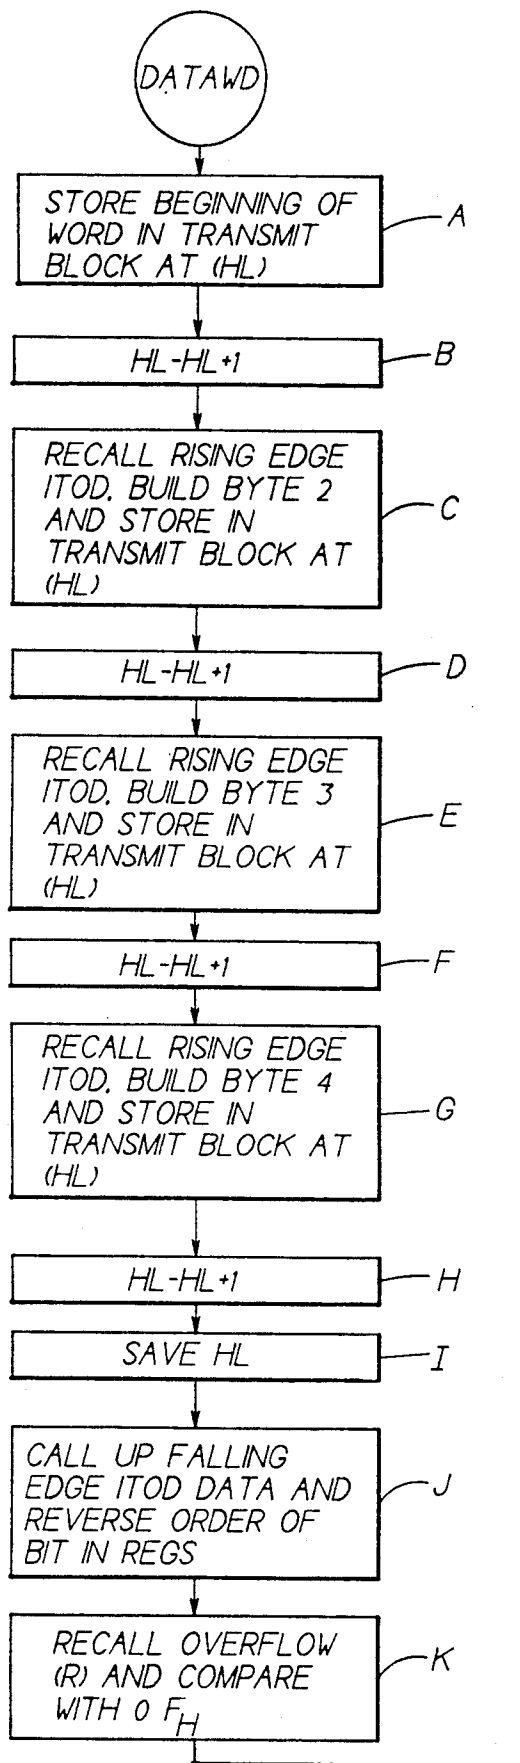 DATAWD
STORE BEGINNING OF
WORD IN TRANSMIT
BLOCK AT (HL)
A
HL-HL+1
B
RECALL RISING EDGE
ITOD, BUILD BYTE 2
AND STORE IN
TRANSMIT BLOCK AT
(HL)
C
HL-HL+1
D
RECALL RISING EDGE
ITOD, BUILD BYTE 3
AND STORE IN
TRANSMIT BLOCK AT
(HL)
E
HL-HL+1
F
RECALL RISING EDGE
ITOD, BUILD BYTE 4
AND STORE IN
TRANSMIT BLOCK AT
(HL)
G
HL-HL+1
H
SAVE HL
I
CALL UP FALLING
EDGE ITOD DATA AND
REVERSE ORDER OF
BIT IN REGS
J
RECALL OVERFLOW
(R) AND COMPARE
WITH 0 FH
K